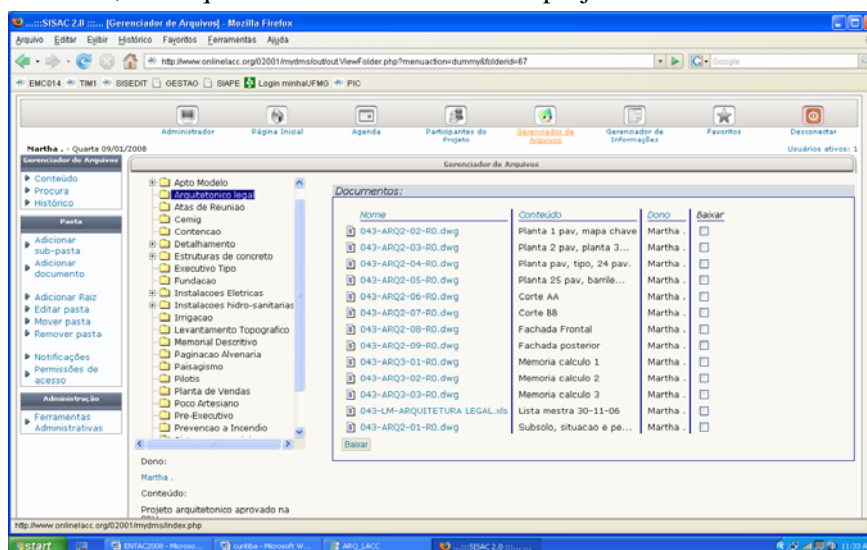 ...:::SISAC 2.0 :::... [Gerenciador de Arquivos] - Mozilla Firefox
Arquivo Editar Exibir Histórico Favoritos Ferramentas Ajuda
http://www.onlinelacc.org/02001/mydms/out/out.ViewFolder.php?menuaction=dummy&folderid=67
Google
EMC014 TIM1 SISEDIT GESTAO SIAPE Login minhaUFMG PIC
Administrador Página Inicial Agenda Participantes do Projeto Gerenciador de Arquivos Gerenciador de Informações Favoritos Desconectar
Martha . - Quarta 09/01/2008
Usuários ativos: 1
Gerenciador de Arquivos
Conteúdo
Procura
Histórico
Pasta
Adicionar sub-pasta
Adicionar documento
Adicionar Raiz
Editar pasta
Mover pasta
Remover pasta
Notificações
Permissões de acesso
Administração
Ferramentas Administrativas
Gerenciador de Arquivos
Apto Modelo
Arquitetonico legal
Atas de Reuniao
Cemig
Contencao
Detalhamento
Estruturas de concreto
Executivo Tipo
Fundacao
Instalacoes Eletricas
Instalacoes hidro-sanitarias
Irrigacao
Levantamento Topografico
Memorial Descritivo
Paginacao Alvenaria
Paisagismo
Pilotis
Planta de Vendas
Poco Artesiano
Pre-Executivo
Prevencao a Incendio
Dono:
Martha .
Conteúdo:
Projeto arquitetonico aprovado na
Documentos:
Nome Conteúdo Dono Baixar
043-ARQ2-02-R0.dwg Planta 1 pav, mapa chave Martha .
043-ARQ2-03-R0.dwg Planta 2 pav, planta 3... Martha .
043-ARQ2-04-R0.dwg Planta pav, tipo, 24 pav. Martha .
043-ARQ2-05-R0.dwg Planta 25 pav, barrile... Martha .
043-ARQ2-06-R0.dwg Corte AA Martha .
043-ARQ2-07-R0.dwg Corte BB Martha .
043-ARQ2-08-R0.dwg Fachada Frontal Martha .
043-ARQ2-09-R0.dwg Fachada posterior Martha .
043-ARQ3-01-R0.dwg Memoria calculo 1 Martha .
043-ARQ3-02-R0.dwg Memoria calculo 2 Martha .
043-ARQ3-03-R0.dwg Memoria calculo 3 Martha .
043-LM-ARQUITETURA LEGAL.xls Lista mestra 30-11-06 Martha .
043-ARQ2-01-R0.dwg Subsolo, situacao e pe... Martha .
Baixar
http://www.onlinelacc.org/02001/mydms/index.php
start ENTAC2008 - Microso... curitiba - Microsoft W... ARQ_LACC ...:::SISAC 2.0 ::::... 11:33